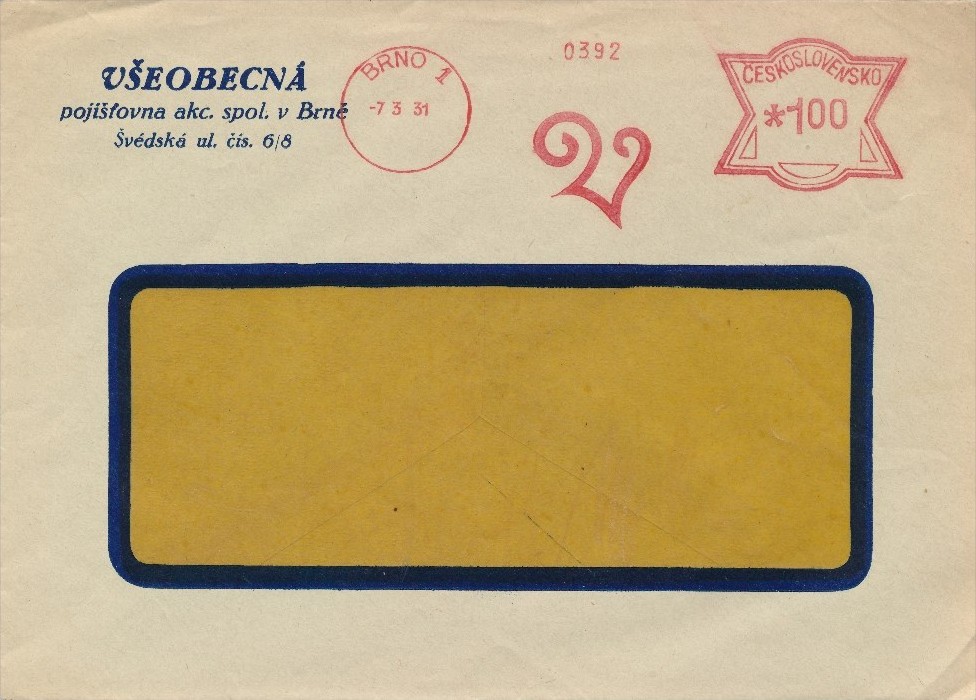 VŠEOBECNÁ
pojišťovna akc. spol. v Brně
Švédská ul. čís. 6/8
BRNO 1
-7 3 31
0392
V
ČESKOSLOVENSKO
*100